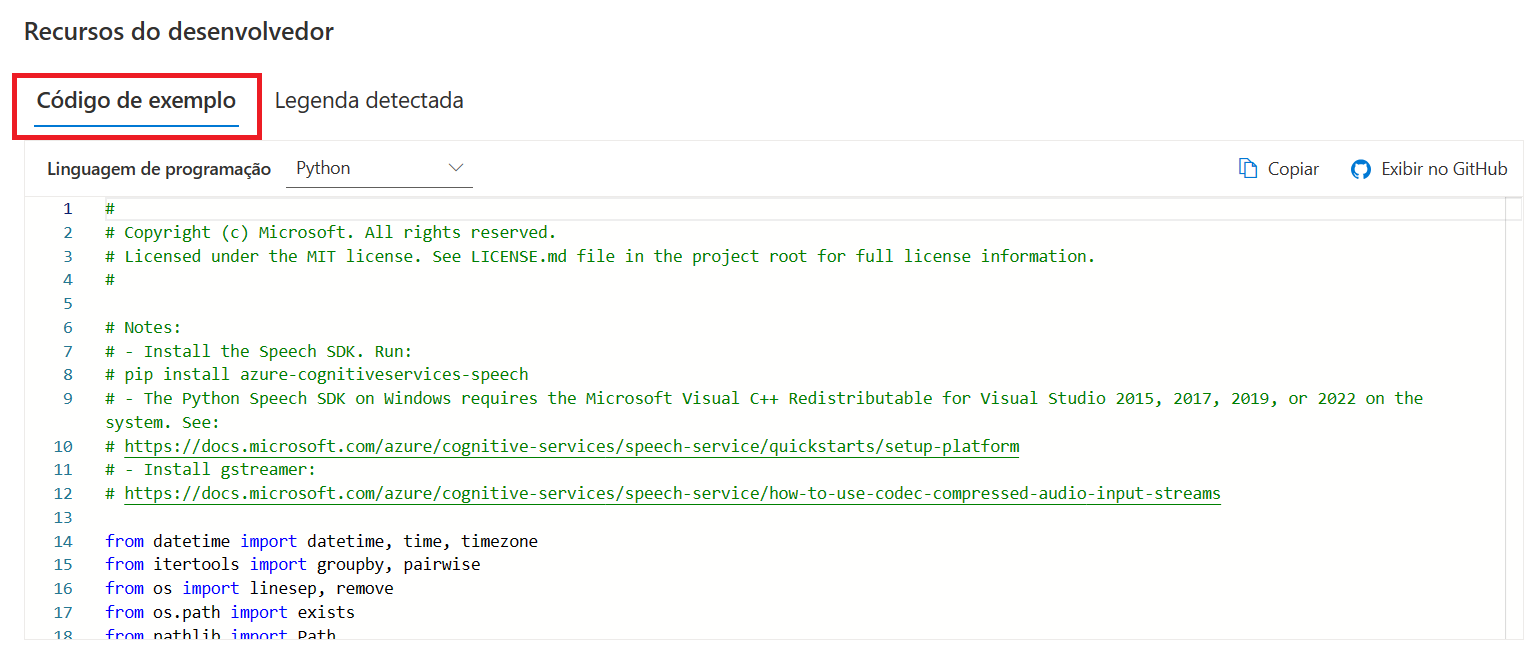 Recursos do desenvolvedor
Código de exemplo Legenda detectada
Linguagem de programação Python Copiar Exibir no GitHub
1 #
2 # Copyright (c) Microsoft. All rights reserved.
3 # Licensed under the MIT license. See LICENSE.md file in the project root for full license information.
4 #
5
6 # Notes:
7 # - Install the Speech SDK. Run:
8 # pip install azure-cognitiveservices-speech
9 # - The Python Speech SDK on Windows requires the Microsoft Visual C++ Redistributable for Visual Studio 2015, 2017, 2019, or 2022 on the
system. See:
10 # https://docs.microsoft.com/azure/cognitive-services/speech-service/quickstarts/setup-platform
11 # - Install gstreamer:
12 # https://docs.microsoft.com/azure/cognitive-services/speech-service/how-to-use-codec-compressed-audio-input-streams
13
14 from datetime import datetime, time, timezone
15 from itertools import groupby, pairwise
16 from os import linesep, remove
17 from os.path import exists
18 from pathlib import Path